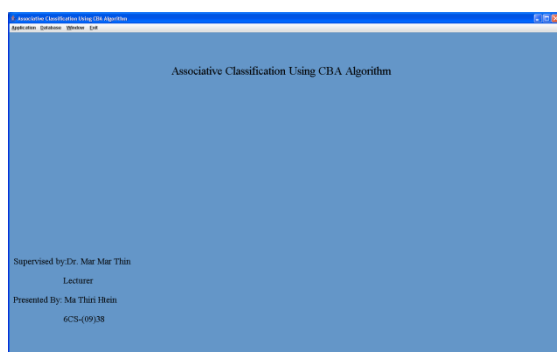 Associative Classification Using CBA Algorithm
Application Database Window Exit
Associative Classification Using CBA Algorithm
Supervised by:Dr. Mar Mar Thin
Lecturer
Presented By: Ma Thiri Htein
6CS-(09)38